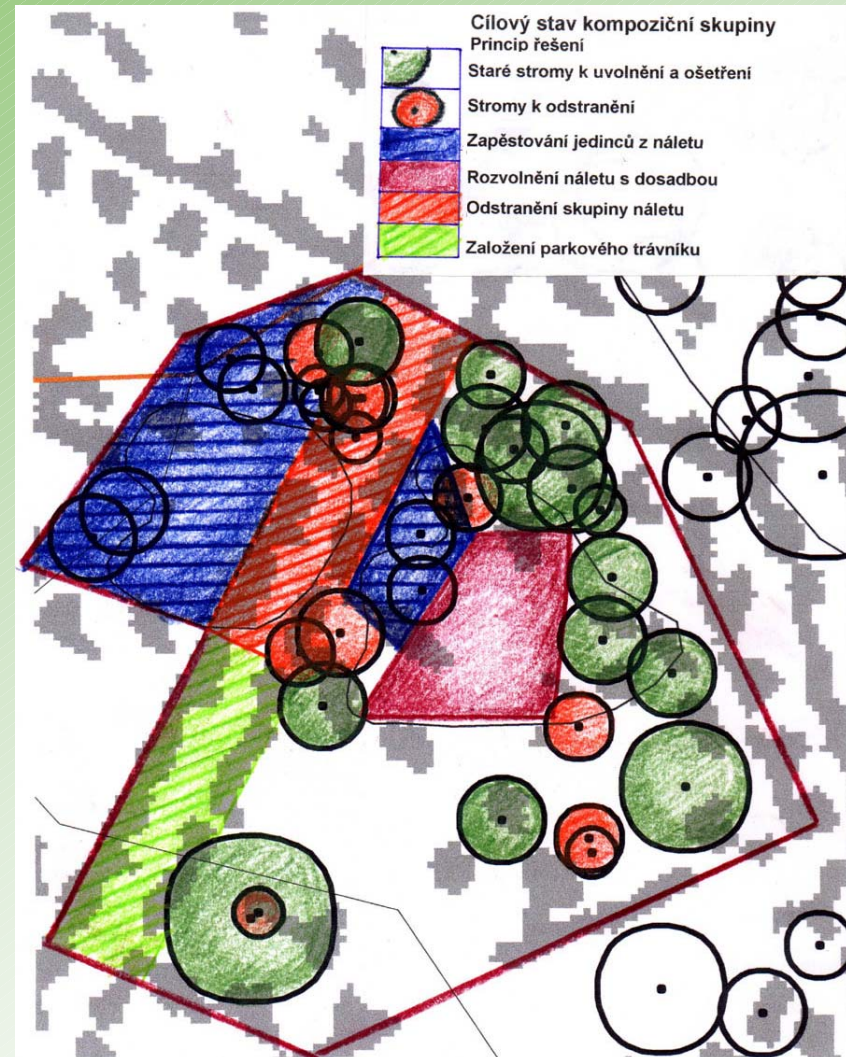 Cílový stav kompoziční skupiny
Princip řešení
Staré stromy k uvolnění a ošetření
Stromy k odstranění
Zapěstování jedinců z náletu
Rozvolnění náletu s dosadbou
Odstranění skupiny náletu
Založení parkového trávníku